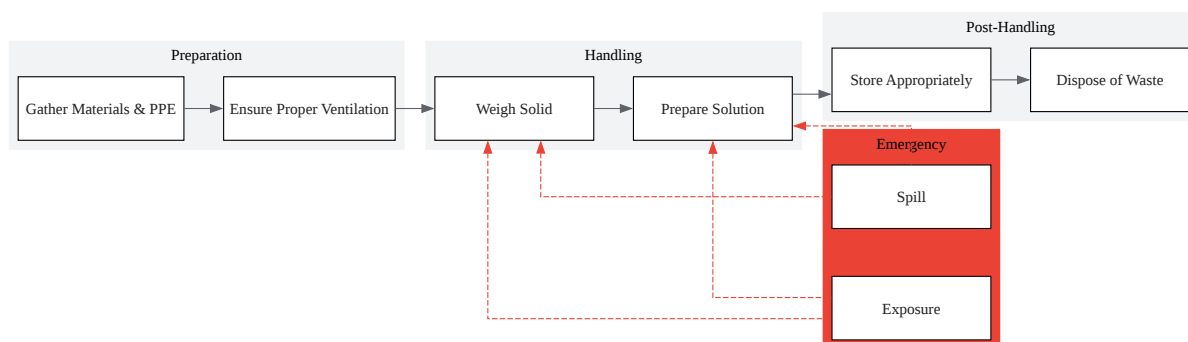 Post-Handling
Preparation
Handling
Gather Materials & PPE
Ensure Proper Ventilation
Weigh Solid
Prepare Solution
Store Appropriately
Dispose of Waste
Emergency
Spill
Exposure